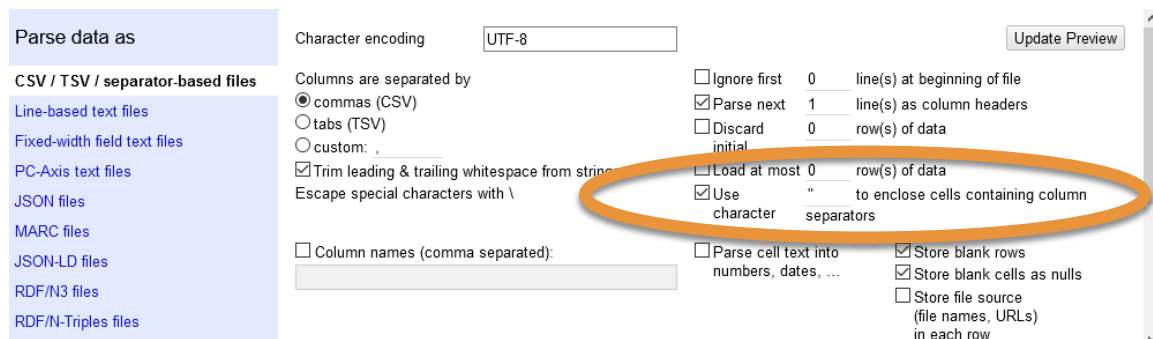 Parse data as
CSV / TSV / separator-based files
Line-based text files
Fixed-width field text files
PC-Axis text files
JSON files
MARC files
JSON-LD files
RDF/N3 files
RDF/N-Triples files
Character encoding UTF-8
Update Preview
Columns are separated by
commas (CSV)
tabs (TSV)
custom: ,
Trim leading & trailing whitespace from strings
Escape special characters with \
Ignore first 0 line(s) at beginning of file
Parse next 1 line(s) as column headers
Discard 0 row(s) of data
initial
Load at most 0 row(s) of data
Use " to enclose cells containing column
character separators
Column names (comma separated):
Parse cell text into
numbers, dates, ...
Store blank rows
Store blank cells as nulls
Store file source
(file names, URLs)
in each row